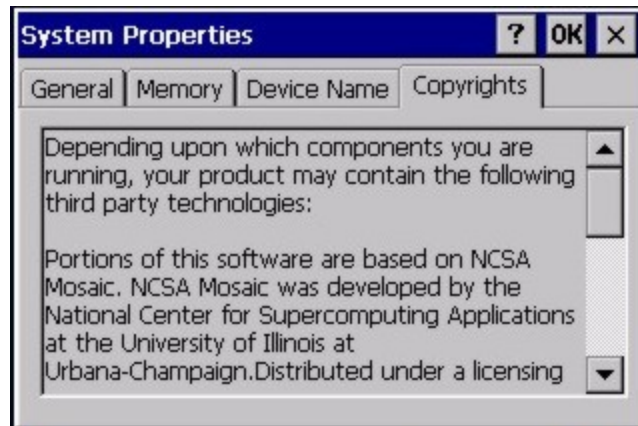 System Properties ? OK ×
General Memory Device Name Copyrights
Depending upon which components you are
running, your product may contain the following
third party technologies:
Portions of this software are based on NCSA
Mosaic. NCSA Mosaic was developed by the
National Center for Supercomputing Applications
at the University of Illinois at
Urbana-Champaign.Distributed under a licensing